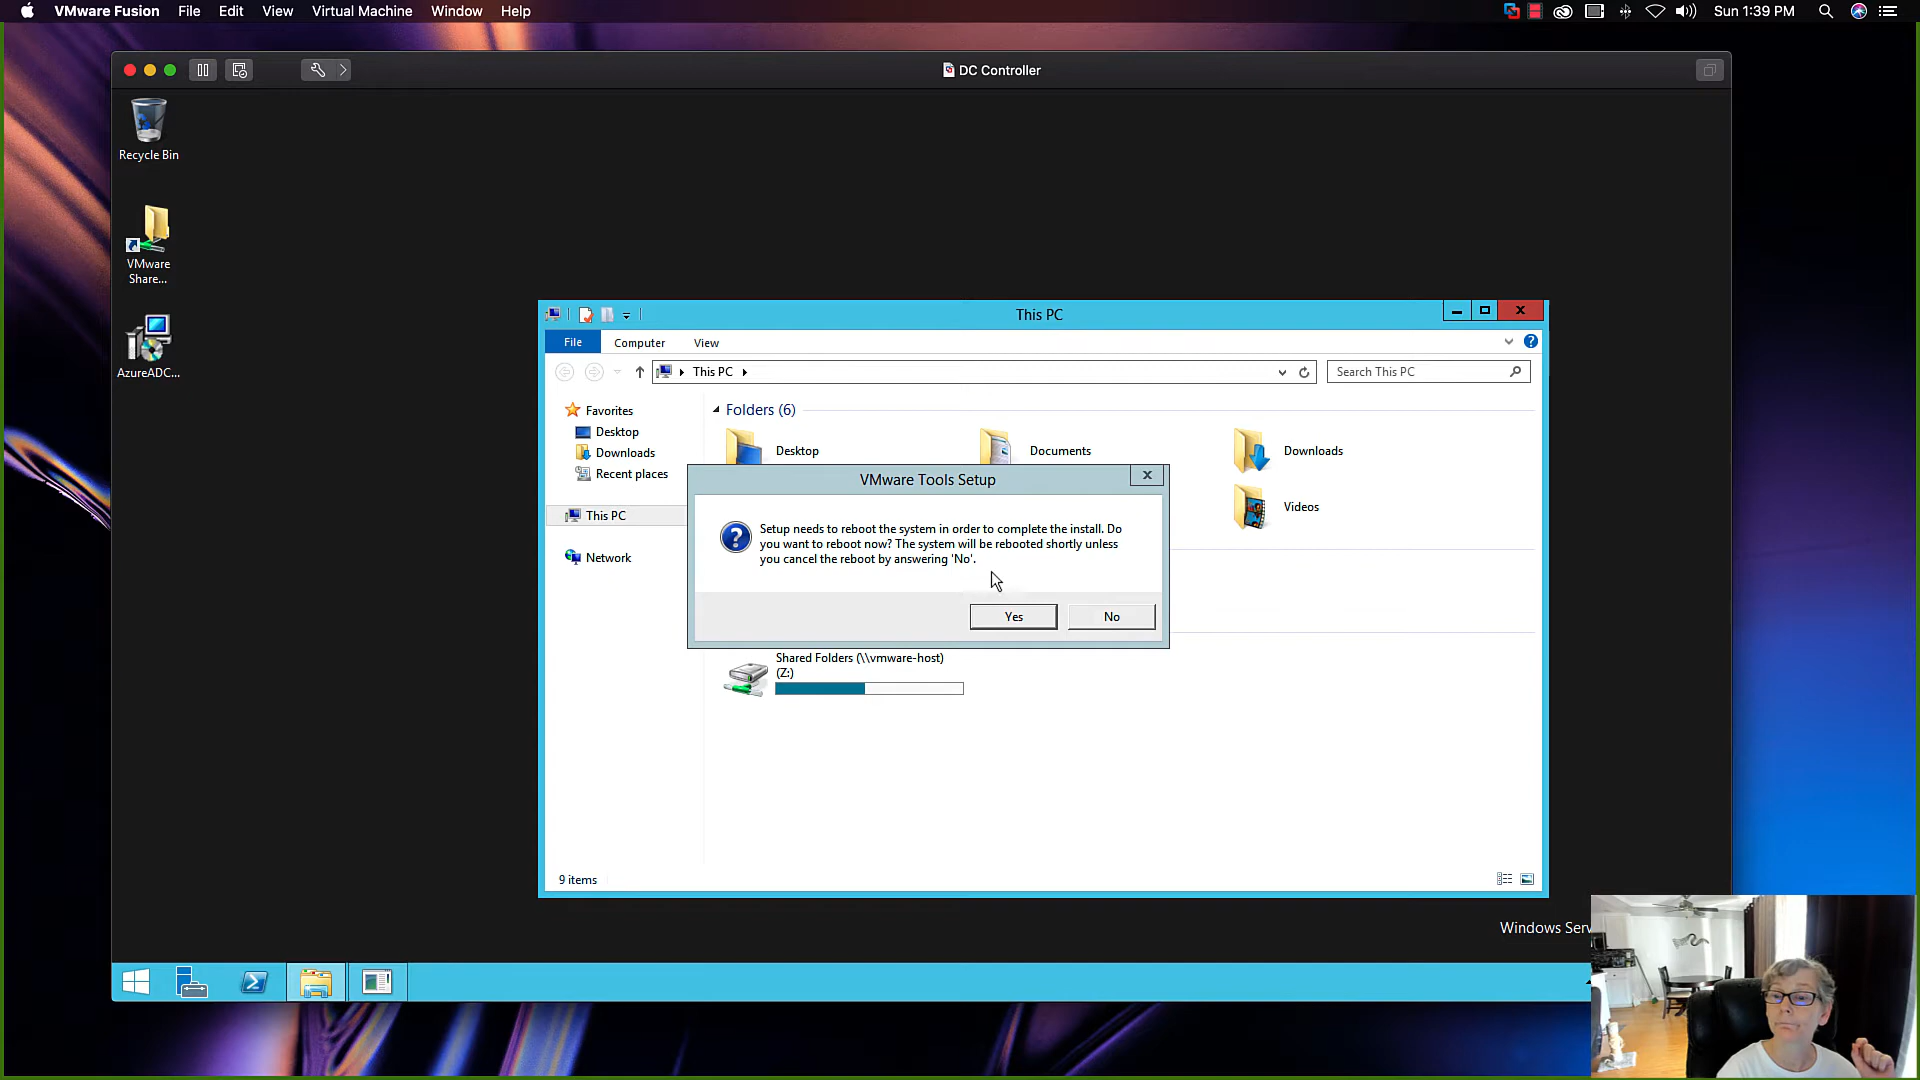 VMware Fusion File Edit View Virtual Machine Window Help
Sun 1:39 PM
DC Controller
Recycle Bin
VMware
Share...
AzureADC...
This PC
File Computer View
This PC
Search This PC
Favorites
Desktop
Downloads
Recent places
This PC
Network
Folders (6)
Desktop Documents Downloads
Videos
VMware Tools Setup
X
Setup needs to reboot the system in order to complete the install. Do
you want to reboot now? The system will be rebooted shortly unless
you cancel the reboot by answering 'No'.
Yes No
Shared Folders (\\vmware-host)
(Z:)
9 items
Windows Serv